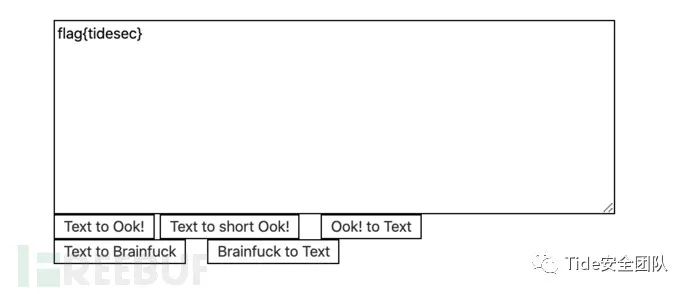 flag{tidesec}
Text to Ook! Text to short Ook! Ook! to Text
Text to Brainfuck Brainfuck to Text
FREEBUF
Tide安全团队